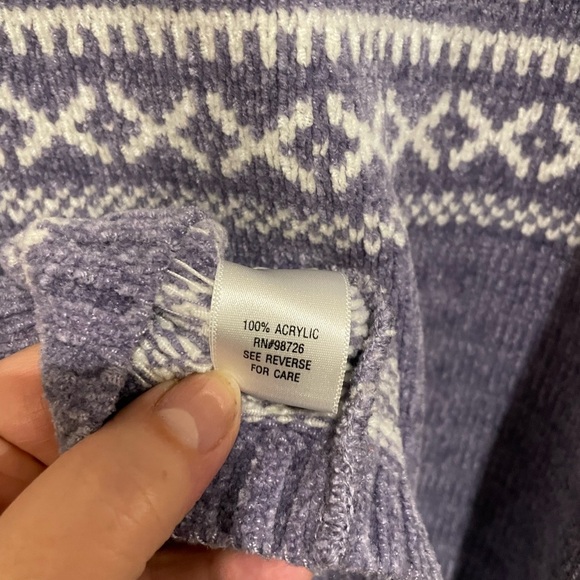 100% ACRYLIC
RN#98726
SEE REVERSE
FOR CARE